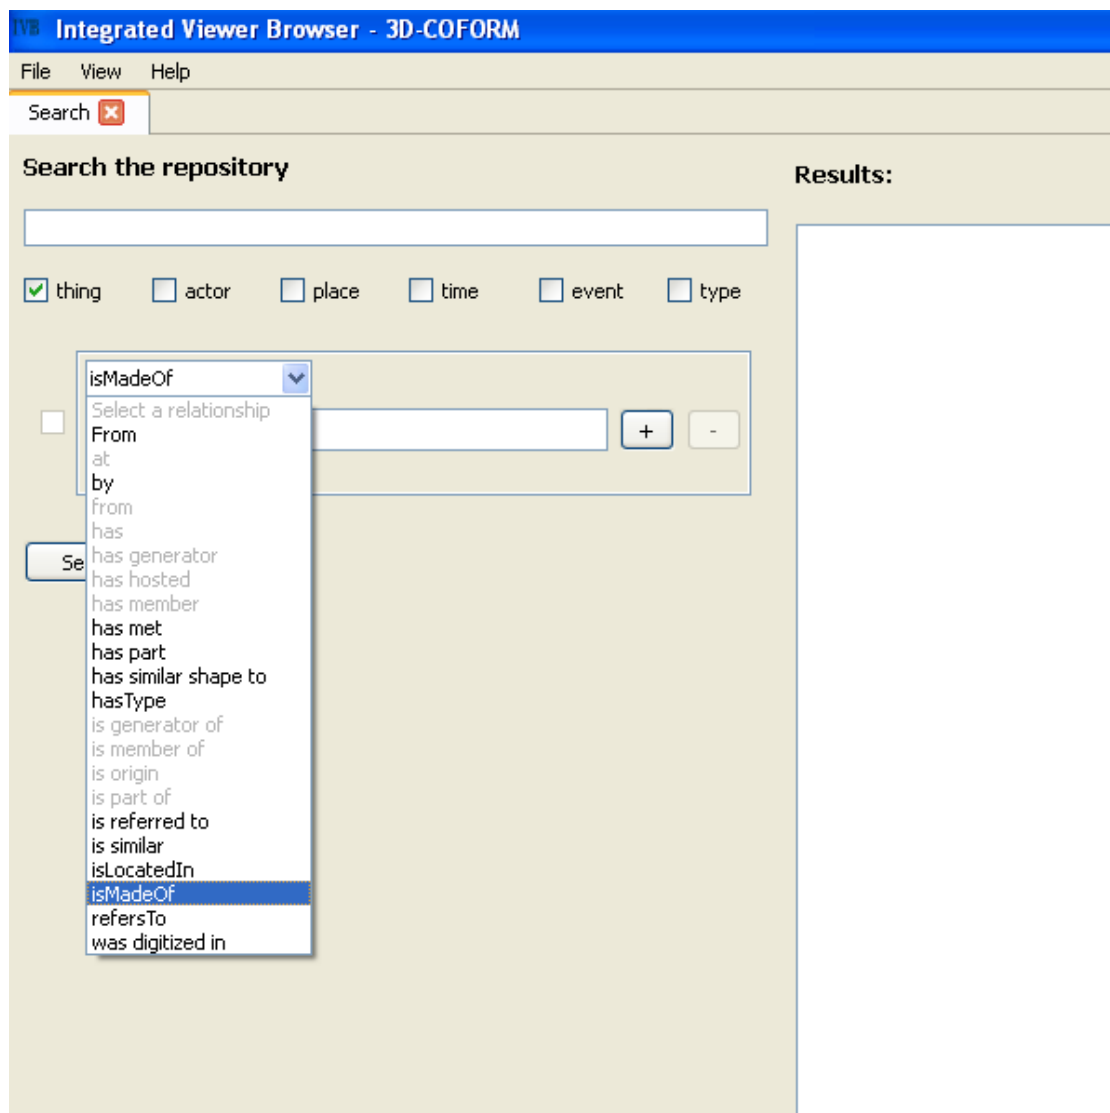 IVB Integrated Viewer Browser - 3D-COFORM
File View Help
Search
Search the repository
Results:
thing actor place time event type
isMadeOf
Select a relationship
From
+ -
at
by
from
has
has generator
Se
has hosted
has member
has met
has part
has similar shape to
hasType
is generator of
is member of
is origin
is part of
is referred to
is similar
isLocatedIn
isMadeOf
refersTo
was digitized in